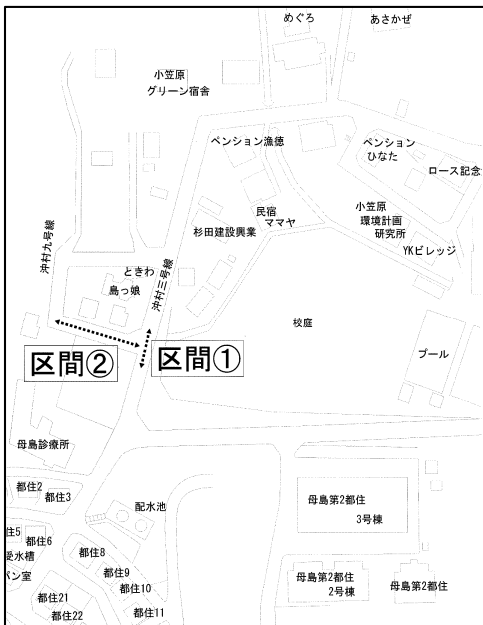 めぐろ
あさかぜ
小笠原
グリーン宿舎
ペンション漁徳
ペンション
ひなた
ロース記念
民宿
ママヤ
小笠原
環境計画
研究所
杉田建設興業
YKビレッジ
沖村九号線
沖村三号線
ときわ
島っ娘
校庭
プール
区間①
区間②
母島診療所
都住2
都住3
配水池
母島第2都住
3号棟
住5
都住6
受水槽
パン室
都住8
都住9
都住10
都住11
都住21
都住22
母島第2都住
2号棟
母島第2都住